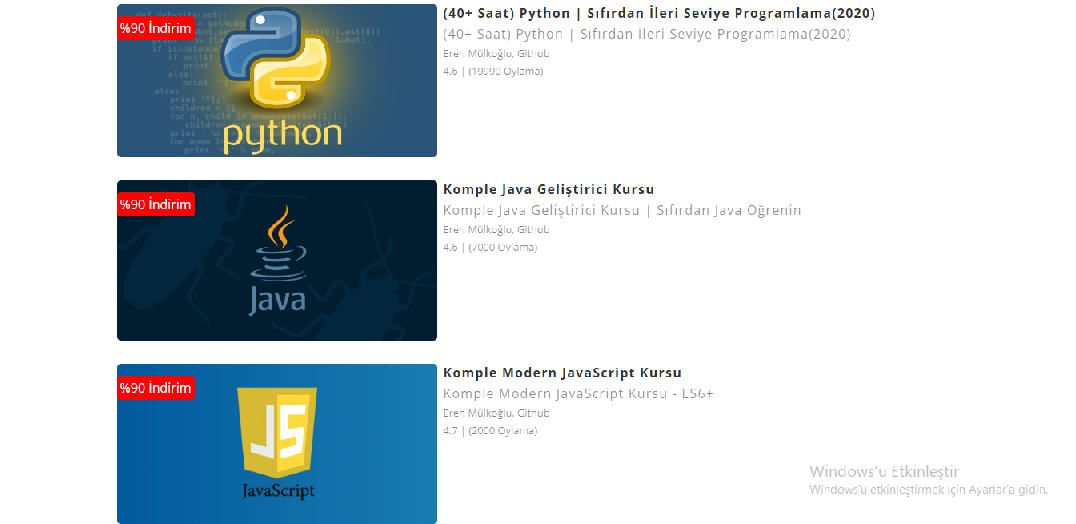 %90 İndirim
python
(40+ Saat) Python | Sıfırdan İleri Seviye Programlama(2020)
(40+ Saat) Python | Sıfırdan İleri Seviye Programlama(2020)
Eren Mülkoğlu, Github
4.6 | (19990 Oylama)
%90 İndirim
Java
Komple Java Geliştirici Kursu
Komple Java Geliştirici Kursu | Sıfırdan Java Öğrenin
Eren Mülkoğlu, Github
4.6 | (7000 Oylama)
%90 İndirim
JS
JavaScript
Komple Modern JavaScript Kursu
Komple Modern JavaScript Kursu - ES6+
Eren Mülkoğlu, Github
4.7 | (2000 Oylama)
Windows'u Etkinleştir
Windows'u etkinleştirmek için Ayarlar'a gidin.